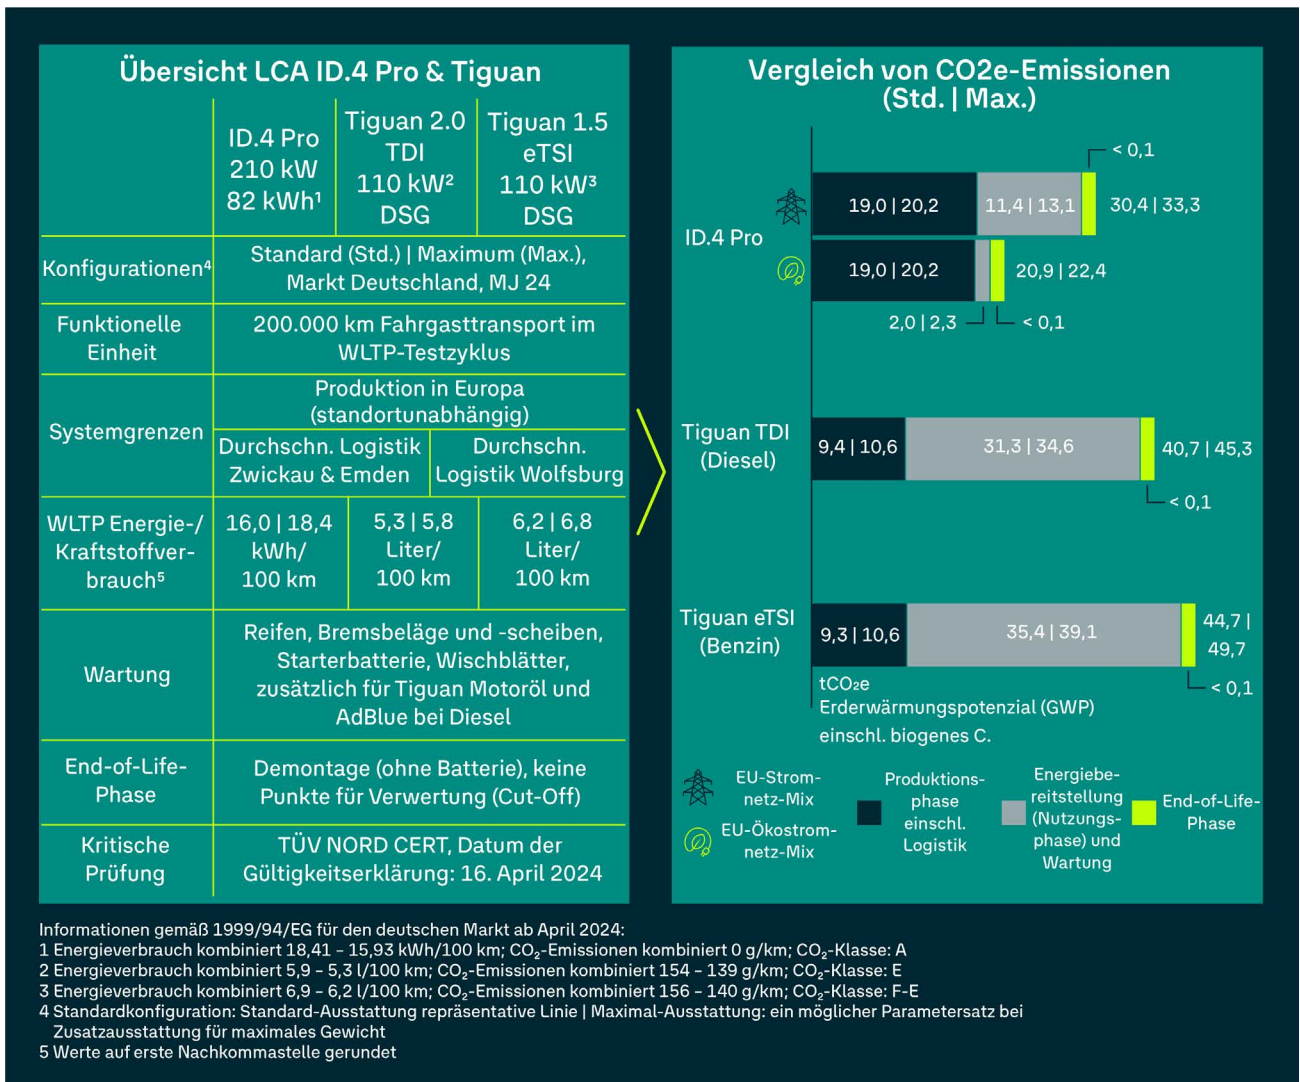 Übersicht LCA ID.4 Pro & Tiguan
ID.4 Pro
210 kW
82 kWh¹
Tiguan 2.0
TDI
110 kW²
DSG
Tiguan 1.5
eTSI
110 kW³
DSG
Konfigurationen⁴
Standard (Std.) | Maximum (Max.),
Markt Deutschland, MJ 24
Funktionelle
Einheit
200.000 km Fahrgasttransport im
WLTP-Testzyklus
Systemgrenzen
Produktion in Europa
(standortunabhängig)
Durchschn. Logistik
Zwickau & Emden
Durchschn.
Logistik Wolfsburg
WLTP Energie-/
Kraftstoffver-
brauch⁵
16,0 | 18,4
kWh/
100 km
5,3 | 5,8
Liter/
100 km
6,2 | 6,8
Liter/
100 km
Wartung
Reifen, Bremsbeläge und -scheiben,
Starterbatterie, Wischblätter,
zusätzlich für Tiguan Motoröl und
AdBlue bei Diesel
End-of-Life-
Phase
Demontage (ohne Batterie), keine
Punkte für Verwertung (Cut-Off)
Kritische
Prüfung
TÜV NORD CERT, Datum der
Gültigkeitserklärung: 16. April 2024
Vergleich von CO2e-Emissionen
(Std. | Max.)
< 0,1
ID.4 Pro
19,0 | 20,2
11,4 | 13,1
30,4 | 33,3
19,0 | 20,2
20,9 | 22,4
2,0 | 2,3
< 0,1
Tiguan TDI
(Diesel)
9,4 | 10,6
31,3 | 34,6
40,7 | 45,3
< 0,1
Tiguan eTSI
(Benzin)
9,3 | 10,6
35,4 | 39,1
44,7 |
49,7
< 0,1
tCO₂e
Erderwärmungspotenzial (GWP)
einschl. biogenes C.
EU-Strom-
netz-Mix
EU-Ökostrom-
netz-Mix
Produktions-
phase
einschl.
Logistik
Energiebe-
reitstellung
(Nutzungs-
phase) und
Wartung
End-of-Life-
Phase
Informationen gemäß 1999/94/EG für den deutschen Markt ab April 2024:
1 Energieverbrauch kombiniert 18,41 – 15,93 kWh/100 km; CO₂-Emissionen kombiniert 0 g/km; CO₂-Klasse: A
2 Energieverbrauch kombiniert 5,9 – 5,3 l/100 km; CO₂-Emissionen kombiniert 154 – 139 g/km; CO₂-Klasse: E
3 Energieverbrauch kombiniert 6,9 – 6,2 l/100 km; CO₂-Emissionen kombiniert 156 – 140 g/km; CO₂-Klasse: F-E
4 Standardkonfiguration: Standard-Ausstattung repräsentative Linie | Maximal-Ausstattung: ein möglicher Parametersatz bei
Zusatzausstattung für maximales Gewicht
5 Werte auf erste Nachkommastelle gerundet